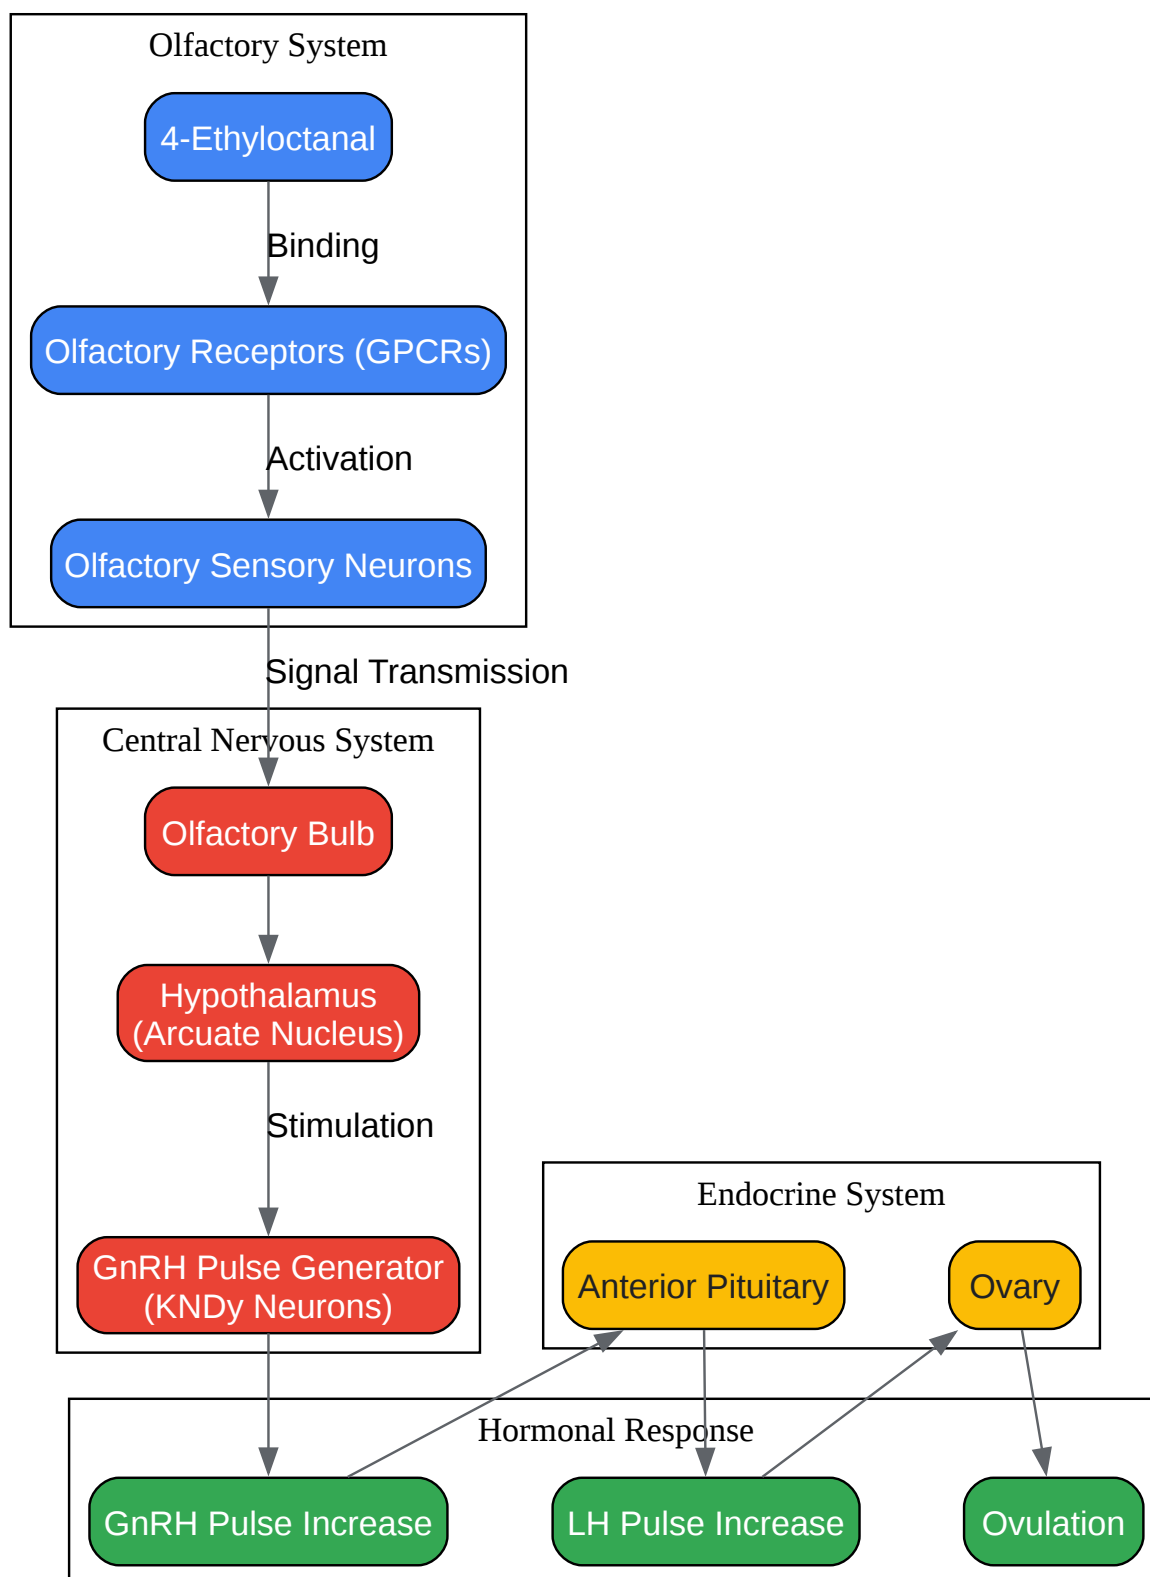 Olfactory System
4-Ethyloctanal
Binding
Olfactory Receptors (GPCRs)
Activation
Olfactory Sensory Neurons
Signal Transmission
Central Nervous System
Olfactory Bulb
Hypothalamus
(Arcuate Nucleus)
Stimulation
Endocrine System
GnRH Pulse Generator
(KNDy Neurons)
Anterior Pituitary
Ovary
Hormonal Response
GnRH Pulse Increase
LH Pulse Increase
Ovulation